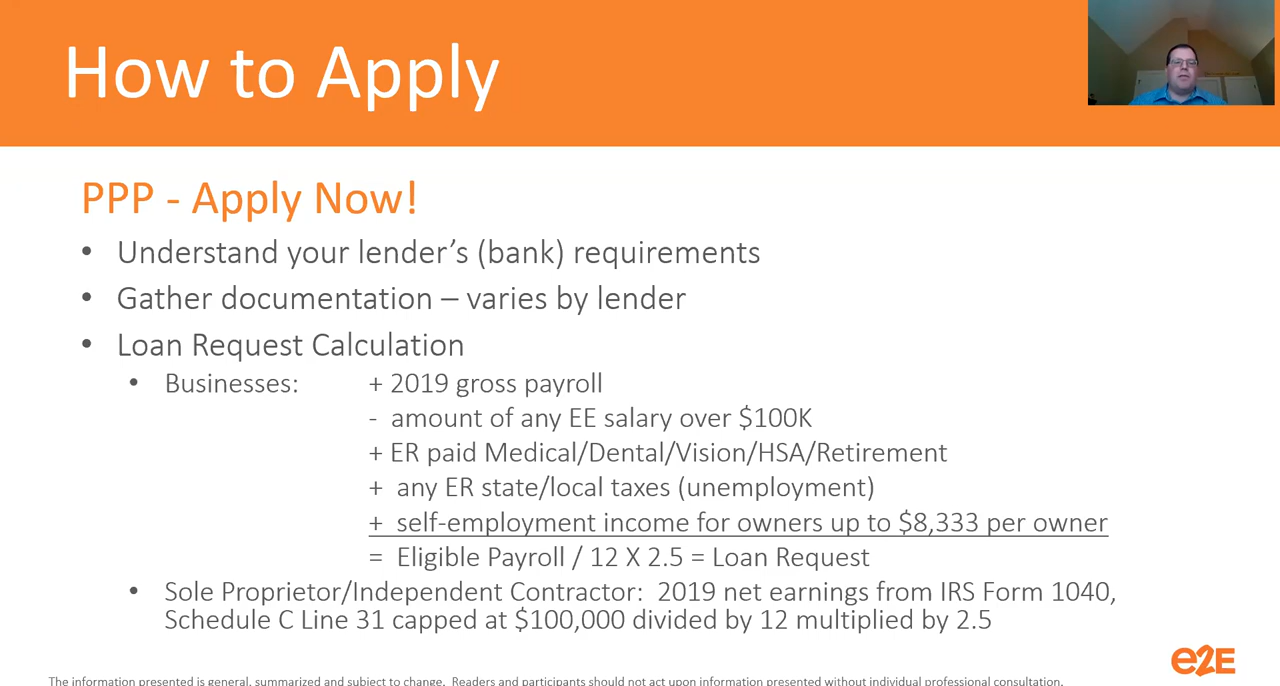 How to Apply
PPP - Apply Now!
• Understand your lender's (bank) requirements
• Gather documentation – varies by lender
• Loan Request Calculation
• Businesses: + 2019 gross payroll
- amount of any EE salary over $100K
+ ER paid Medical/Dental/Vision/HSA/Retirement
+ any ER state/local taxes (unemployment)
+ self-employment income for owners up to $8,333 per owner
= Eligible Payroll / 12 X 2.5 = Loan Request
• Sole Proprietor/Independent Contractor: 2019 net earnings from IRS Form 1040,
Schedule C Line 31 capped at $100,000 divided by 12 multiplied by 2.5
e2E
The information presented is general, summarized and subject to change. Readers and participants should not act upon information presented without individual professional consultation.